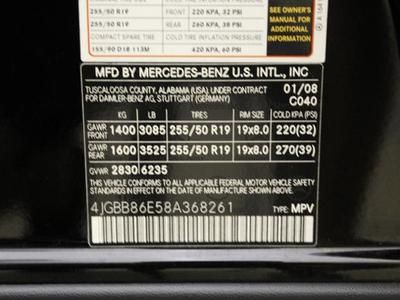 255/50 R19 FRONT 220 KPA, 32 PSI
255/50 R19 REAR 260 KPA, 38 PSI
COLD TIRE INFLATION PRESSURE
155/90 D18 113M 420 KPA, 60 PSI
SEE OWNER'S
MANUAL FOR
ADDITIONAL
INFORMATION
MFD BY MERCEDES-BENZ U.S. INTL., INC
TUSCALOOSA COUNTY, ALABAMA (USA), UNDER CONTRACT
FOR DAIMLER-BENZ AG, STUTTGART (GERMANY)
01/08
C040
KG LB TIRES RIM SIZE COLD KPA(PSI)
GAWR FRONT 1400 3085 255/50 R19 19x8.0 220(32)
GAWR REAR 1600 3525 255/50 R19 19x8.0 270(39)
GVWR 2830 6235
THIS VEHICLE CONFORMS TO ALL APPLICABLE FEDERAL MOTOR VEHICLE SAFETY
STANDARDS IN EFFECT ON THE DATE OF MANUFACTURE SHOWN ABOVE.
4JGBB86E58A368261 TYPE: MPV